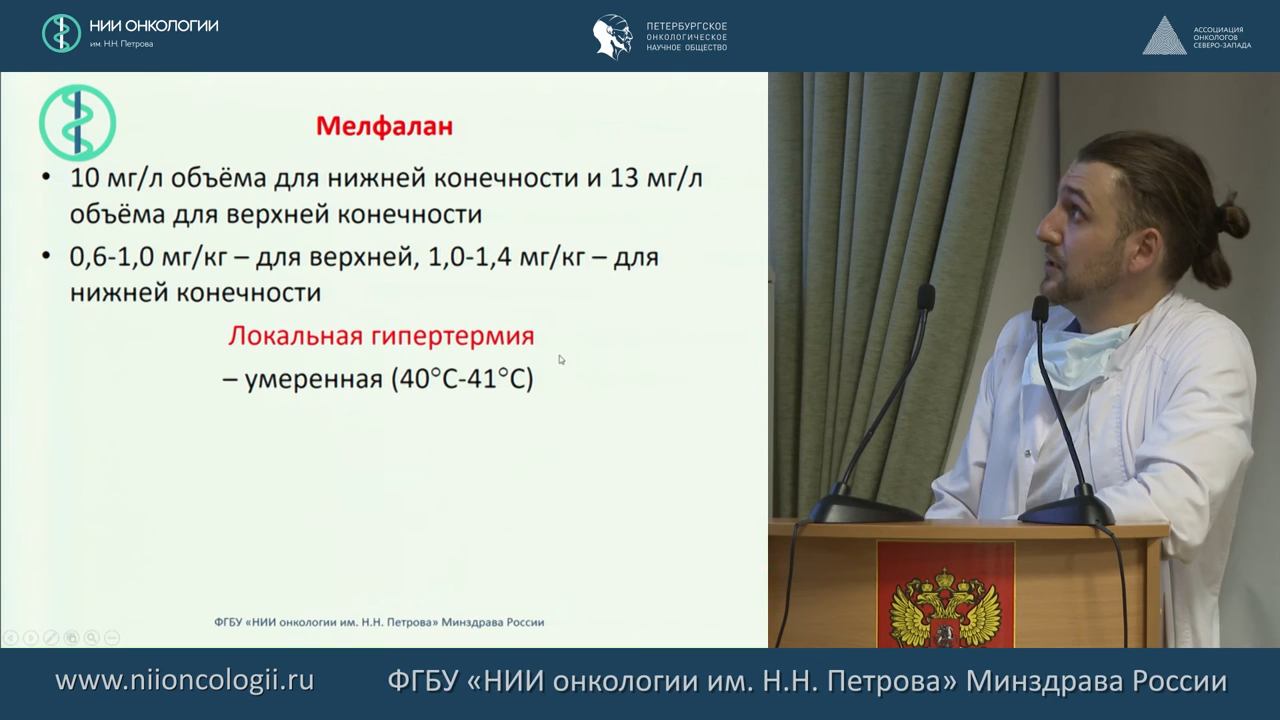 НИИ ОНКОЛОГИИ
им. Н.Н. Петрова
ПЕТЕРБУРГСКОЕ
ОНКОЛОГИЧЕСКОЕ
НАУЧНОЕ ОБЩЕСТВО
АССОЦИАЦИЯ
ОНКОЛОГОВ
СЕВЕРО-ЗАПАДА
Мелфалан
• 10 мг/л объёма для нижней конечности и 13 мг/л
объёма для верхней конечности
• 0,6-1,0 мг/кг – для верхней, 1,0-1,4 мг/кг – для
нижней конечности
Локальная гипертермия
– умеренная (40°C-41°C)
ФГБУ «НИИ онкологии им. Н.Н. Петрова» Минздрава России
www.niioncologii.ru
ФГБУ «НИИ онкологии им. Н.Н. Петрова» Минздрава России